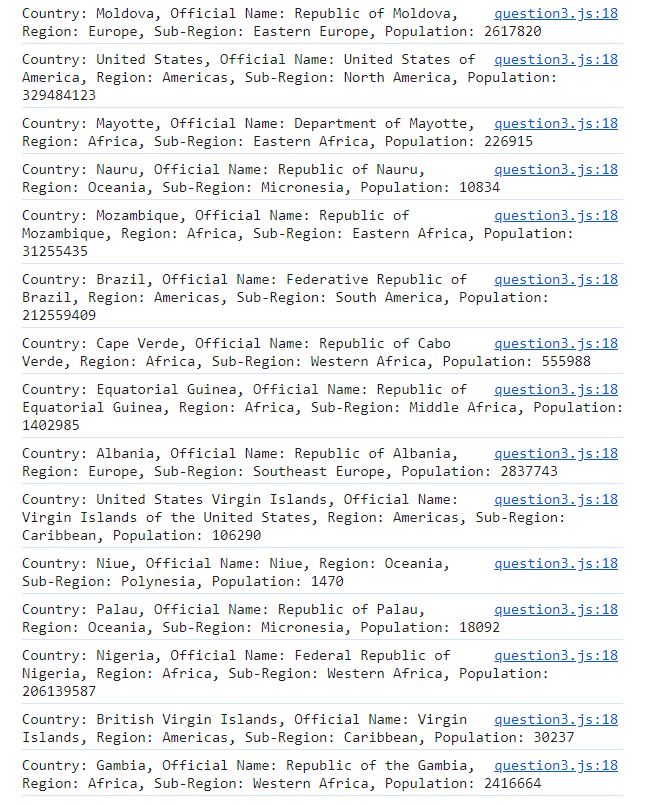 Country: Moldova, Official Name: Republic of Moldova, question3.js:18
Region: Europe, Sub-Region: Eastern Europe, Population: 2617820
Country: United States, Official Name: United States of question3.js:18
America, Region: Americas, Sub-Region: North America, Population:
329484123
Country: Mayotte, Official Name: Department of Mayotte, question3.js:18
Region: Africa, Sub-Region: Eastern Africa, Population: 226915
Country: Nauru, Official Name: Republic of Nauru, question3.js:18
Region: Oceania, Sub-Region: Micronesia, Population: 10834
Country: Mozambique, Official Name: Republic of question3.js:18
Mozambique, Region: Africa, Sub-Region: Eastern Africa, Population:
31255435
Country: Brazil, Official Name: Federative Republic of question3.js:18
Brazil, Region: Americas, Sub-Region: South America, Population:
212559409
Country: Cape Verde, Official Name: Republic of Cabo question3.js:18
Verde, Region: Africa, Sub-Region: Western Africa, Population: 555988
Country: Equatorial Guinea, Official Name: Republic of question3.js:18
Equatorial Guinea, Region: Africa, Sub-Region: Middle Africa, Population:
1402985
Country: Albania, Official Name: Republic of Albania, question3.js:18
Region: Europe, Sub-Region: Southeast Europe, Population: 2837743
Country: United States Virgin Islands, Official Name: question3.js:18
Virgin Islands of the United States, Region: Americas, Sub-Region:
Caribbean, Population: 106290
Country: Niue, Official Name: Niue, Region: Oceania, question3.js:18
Sub-Region: Polynesia, Population: 1470
Country: Palau, Official Name: Republic of Palau, question3.js:18
Region: Oceania, Sub-Region: Micronesia, Population: 18092
Country: Nigeria, Official Name: Federal Republic of question3.js:18
Nigeria, Region: Africa, Sub-Region: Western Africa, Population:
206139587
Country: British Virgin Islands, Official Name: Virgin question3.js:18
Islands, Region: Americas, Sub-Region: Caribbean, Population: 30237
Country: Gambia, Official Name: Republic of the Gambia, question3.js:18
Region: Africa, Sub-Region: Western Africa, Population: 2416664